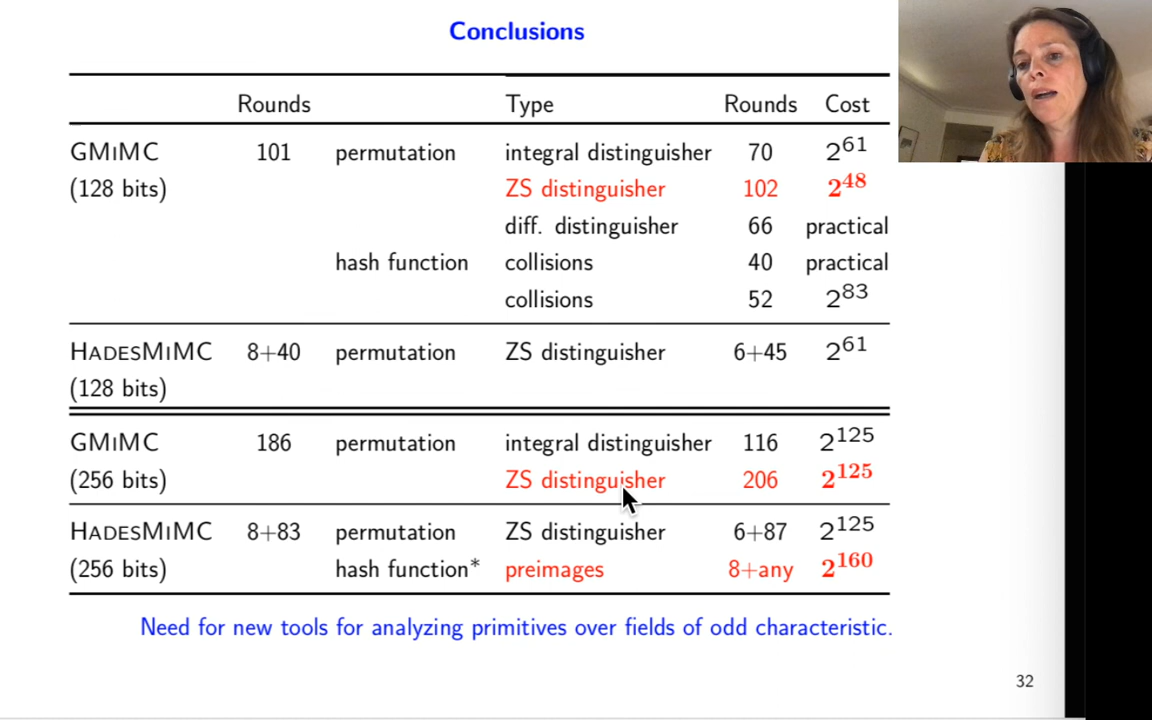 Conclusions
Rounds Type Rounds Cost
GMiMC 101 permutation integral distinguisher 70 2^61
(128 bits) ZS distinguisher 102 2^48
diff. distinguisher 66 practical
hash function collisions 40 practical
collisions 52 2^83
HadesMiMC 8+40 permutation ZS distinguisher 6+45 2^61
(128 bits)
GMiMC 186 permutation integral distinguisher 116 2^125
(256 bits) ZS distinguisher 206 2^125
HadesMiMC 8+83 permutation ZS distinguisher 6+87 2^125
(256 bits) hash function* preimages 8+any 2^160
Need for new tools for analyzing primitives over fields of odd characteristic.
32